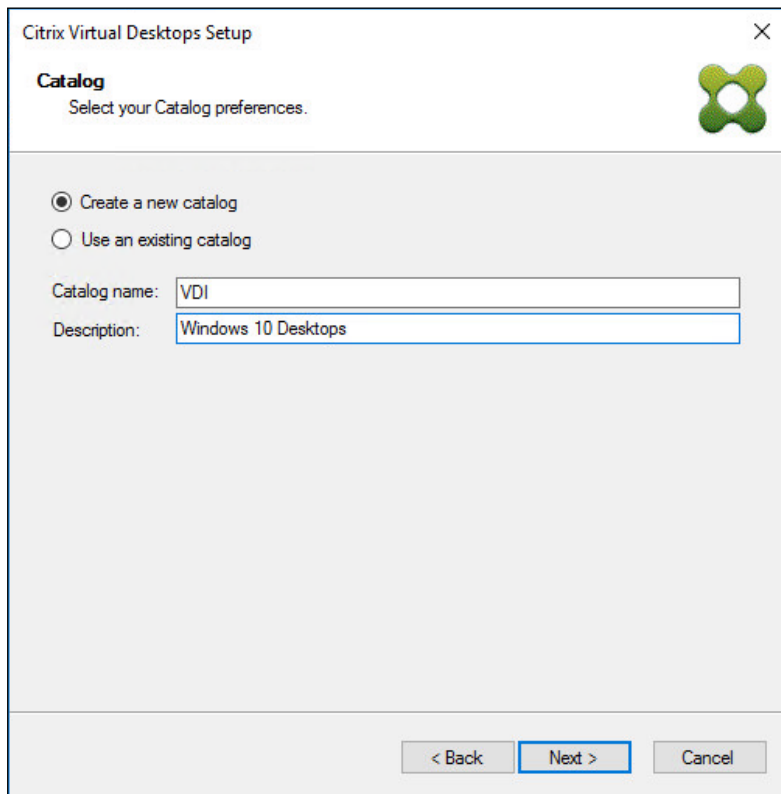 Citrix Virtual Desktops Setup
Catalog
Select your Catalog preferences.
Create a new catalog
Use an existing catalog
Catalog name: VDI
Description: Windows 10 Desktops
< Back Next > Cancel